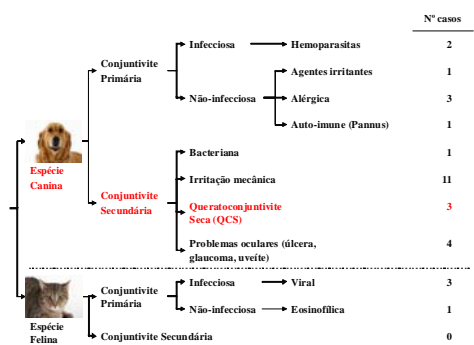 Nº casos
Infecciosa Hemoparasitas 2
Conjuntivite
Primária
Agentes irritantes 1
Não-infecciosa Alérgica 3
Auto-imune (Pannus) 1
Espécie
Canina
Bacteriana 1
Irritação mecânica 11
Conjuntivite
Secundária
Queratoconjuntivite
Seca (QCS) 3
Problemas oculares (úlcera,
glaucoma, uveíte) 4
Conjuntivite
Primária
Infecciosa Viral 3
Não-infecciosa Eosinofílica 1
Espécie
Felina
Conjuntivite Secundária 0